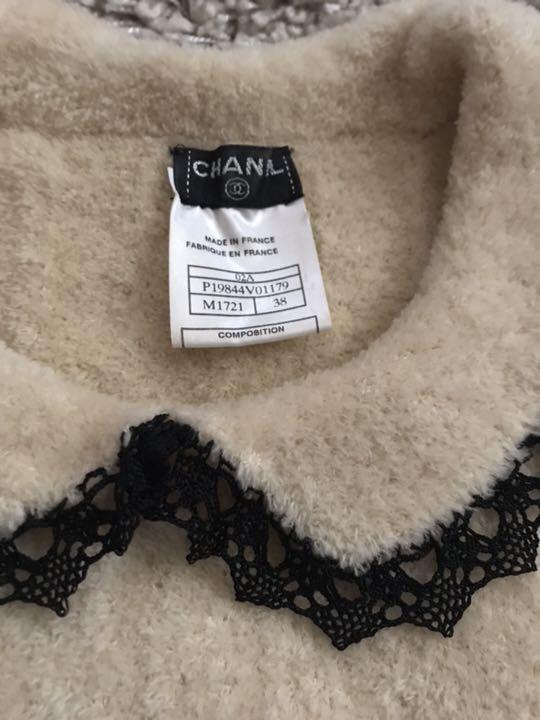 CHANEL
MADE IN FRANCE
FABRIQUE EN FRANCE
02A
P19844V01179
M1721 38
COMPOSITION